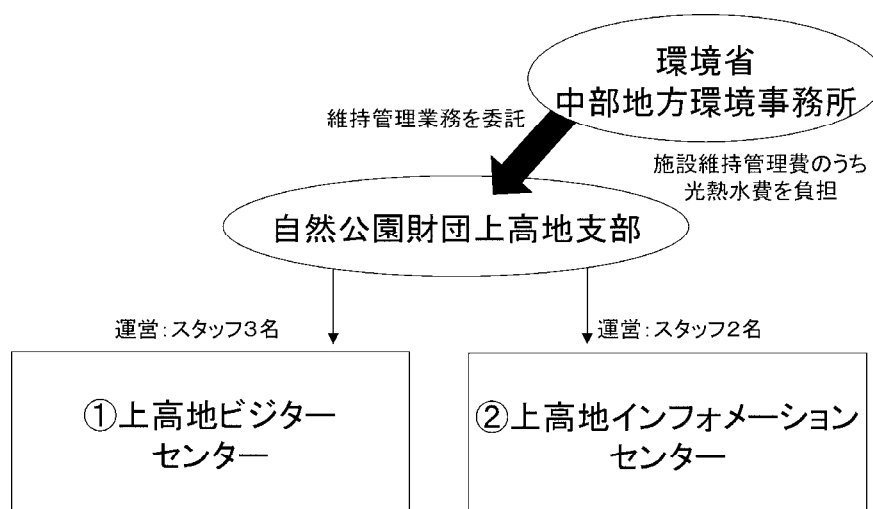 環境省
中部地方環境事務所
維持管理業務を委託
施設維持管理費のうち
光熱水費を負担
自然公園財団上高地支部
運営:スタッフ3名
運営:スタッフ2名
①上高地ビジター
センター
②上高地インフォメーション
センター